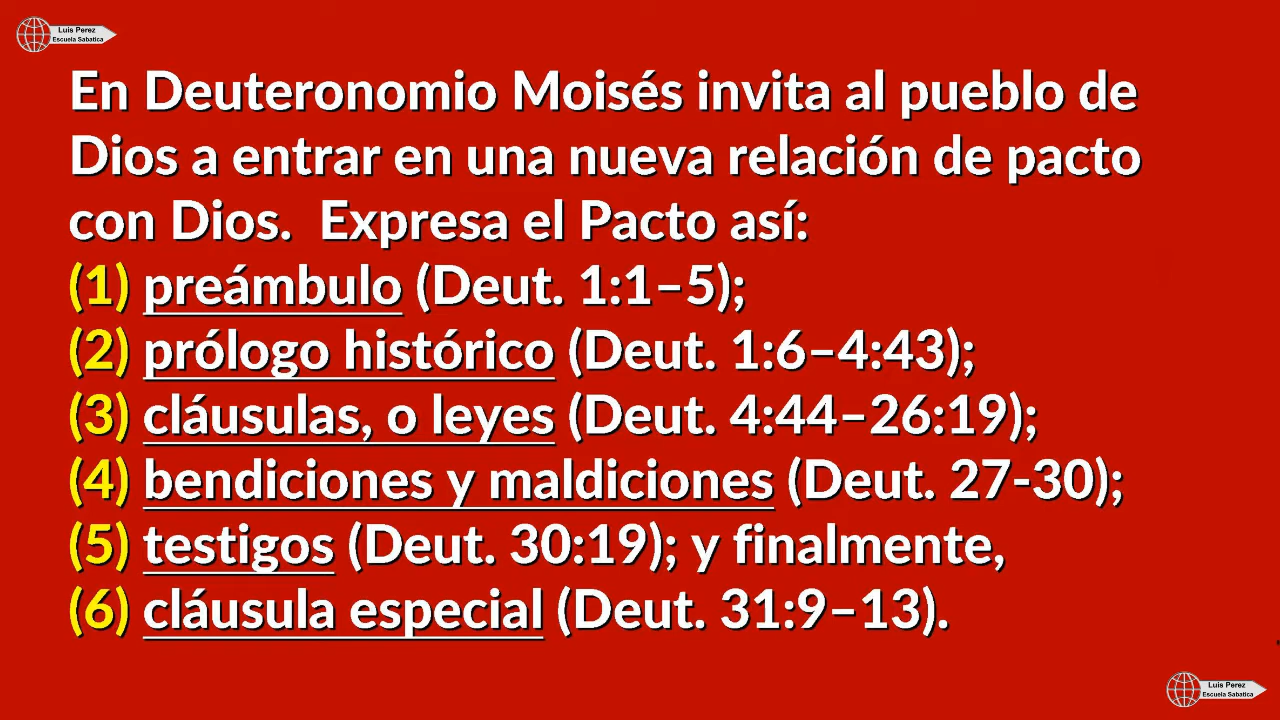 Luis Perez
Escuela Sabatica
En Deuteronomio Moisés invita al pueblo de
Dios a entrar en una nueva relación de pacto
con Dios.  Expresa el Pacto así:
(1) preámbulo (Deut. 1:1–5);
(2) prólogo histórico (Deut. 1:6–4:43);
(3) cláusulas, o leyes (Deut. 4:44–26:19);
(4) bendiciones y maldiciones (Deut. 27-30);
(5) testigos (Deut. 30:19); y finalmente,
(6) cláusula especial (Deut. 31:9–13).
Luis Perez
Escuela Sabatica